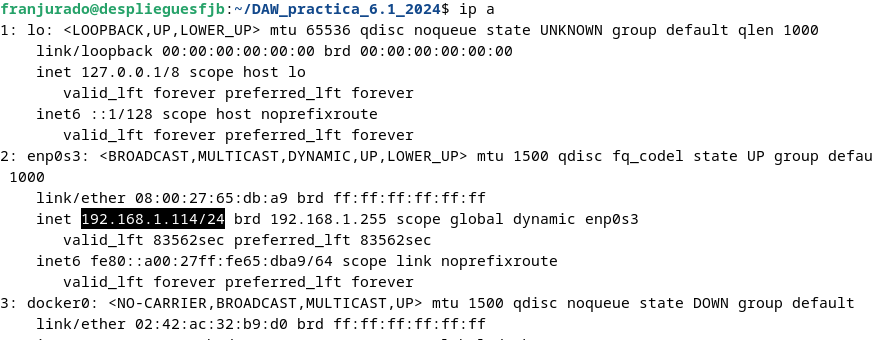 franjurado@desplieguesfjb:~/DAW_practica_6.1_2024$ ip a
1: lo: <LOOPBACK,UP,LOWER_UP> mtu 65536 qdisc noqueue state UNKNOWN group default qlen 1000
    link/loopback 00:00:00:00:00:00 brd 00:00:00:00:00:00
    inet 127.0.0.1/8 scope host lo
       valid_lft forever preferred_lft forever
    inet6 ::1/128 scope host noprefixroute
       valid_lft forever preferred_lft forever
2: enp0s3: <BROADCAST,MULTICAST,DYNAMIC,UP,LOWER_UP> mtu 1500 qdisc fq_codel state UP group defau
 1000
    link/ether 08:00:27:65:db:a9 brd ff:ff:ff:ff:ff:ff
    inet 192.168.1.114/24 brd 192.168.1.255 scope global dynamic enp0s3
       valid_lft 83562sec preferred_lft 83562sec
    inet6 fe80::a00:27ff:fe65:dba9/64 scope link noprefixroute
       valid_lft forever preferred_lft forever
3: docker0: <NO-CARRIER,BROADCAST,MULTICAST,UP> mtu 1500 qdisc noqueue state DOWN group default
    link/ether 02:42:ac:32:b9:d0 brd ff:ff:ff:ff:ff:ff